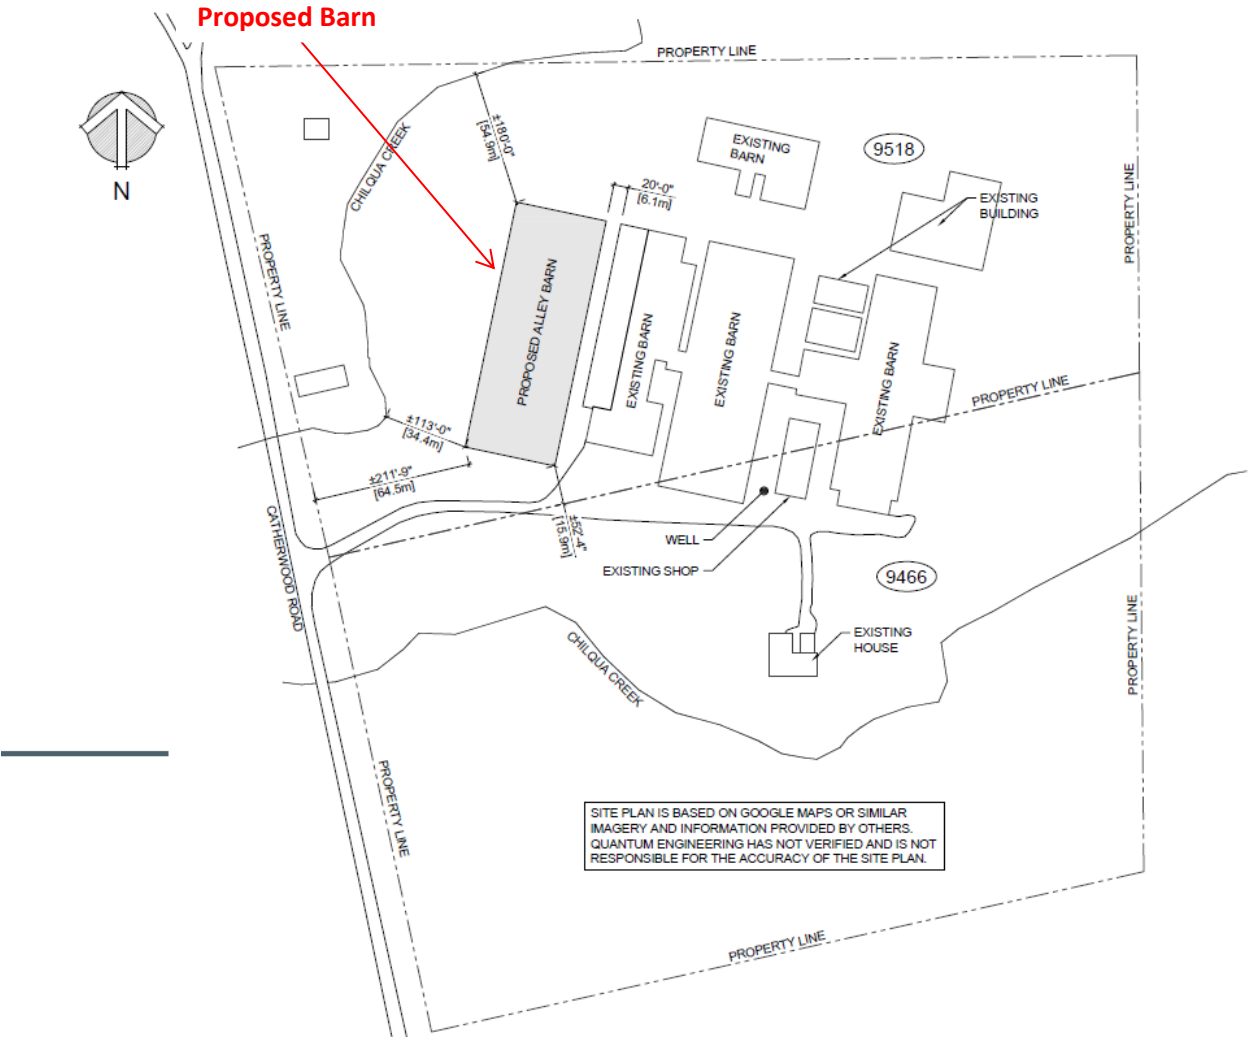 Proposed Barn
PROPERTY LINE
±180'-0"
[54.9m]
CHILQUA CREEK
EXISTING
BARN
9518
20'-0"
[6.1m]
N
EXISTING
BUILDING
PROPERTY LINE
PROPERTY LINE
PROPOSED ALLEY BARN
EXISTING BARN
EXISTING BARN
EXISTING BARN
PROPERTY LINE
±113'-0"
[34.4m]
±211'-9"
[64.5m]
±52'-4"
[15.9m]
CATHERWOOD ROAD
WELL
EXISTING SHOP
9466
EXISTING
HOUSE
CHILQUA CREEK
PROPERTY LINE
PROPERTY LINE
SITE PLAN IS BASED ON GOOGLE MAPS OR SIMILAR
IMAGERY AND INFORMATION PROVIDED BY OTHERS.
QUANTUM ENGINEERING HAS NOT VERIFIED AND IS NOT
RESPONSIBLE FOR THE ACCURACY OF THE SITE PLAN.
PROPERTY LINE